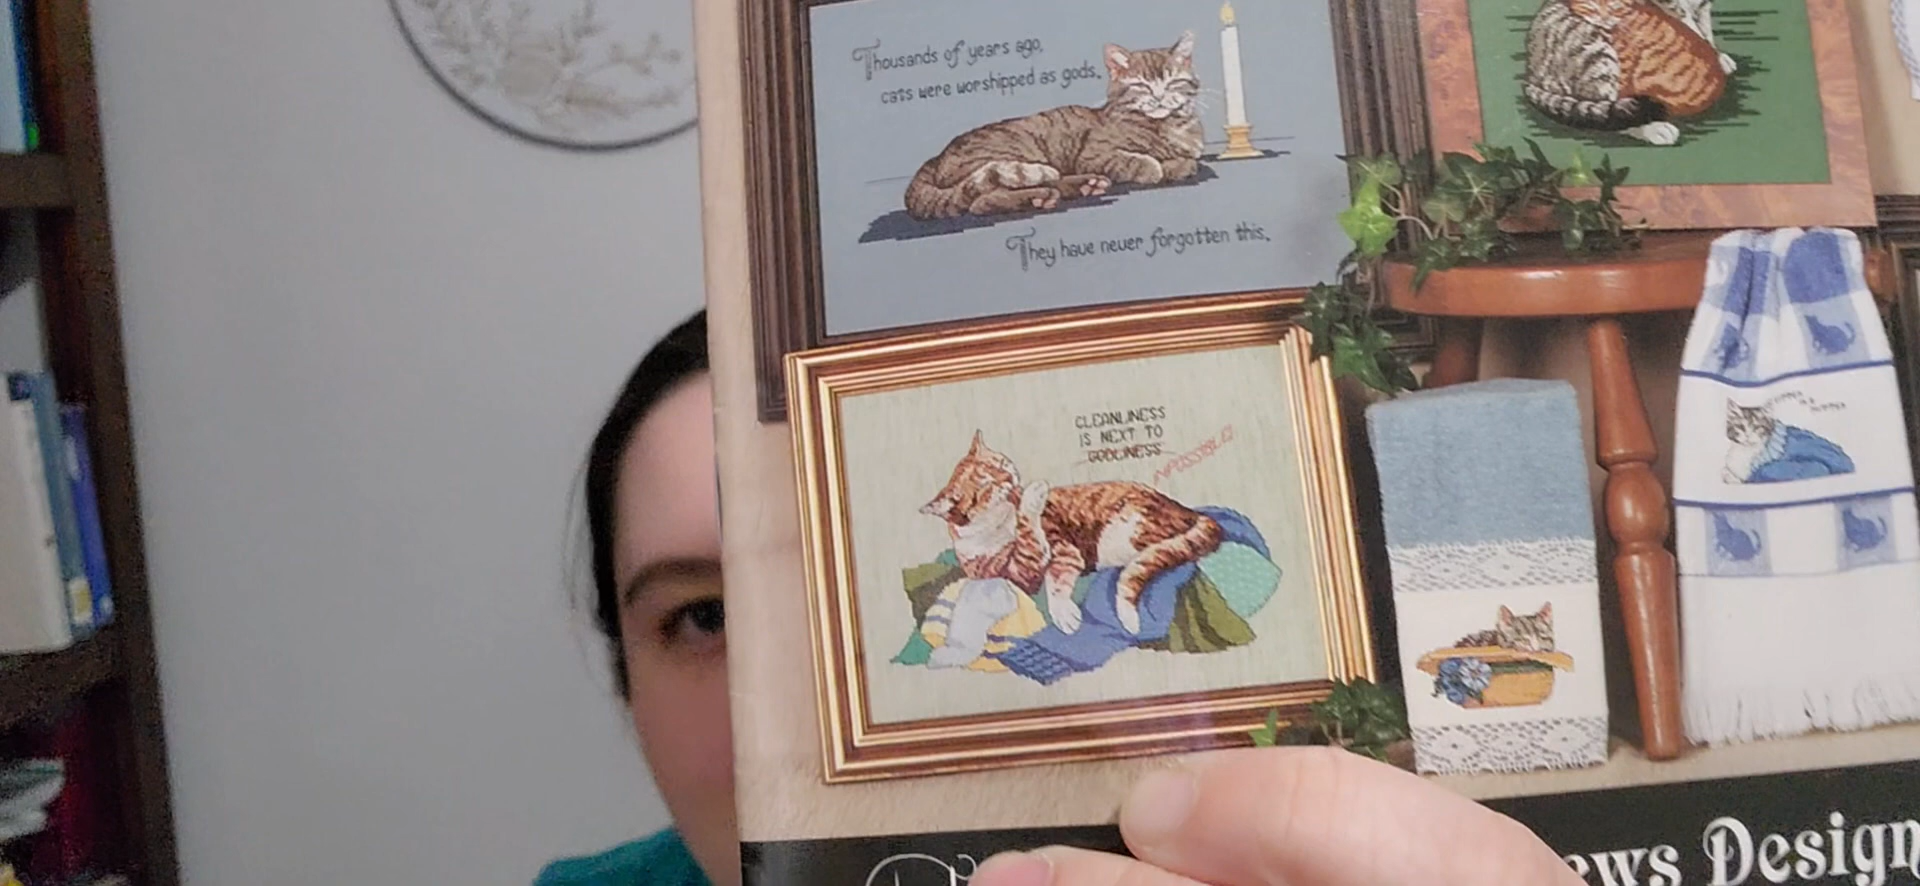 Thousands of years ago,
cats were worshipped as gods.
They have never forgotten this.
CLEANLINESS
IS NEXT TO
GODLINESS
IMPOSSIBLE!
ews Design